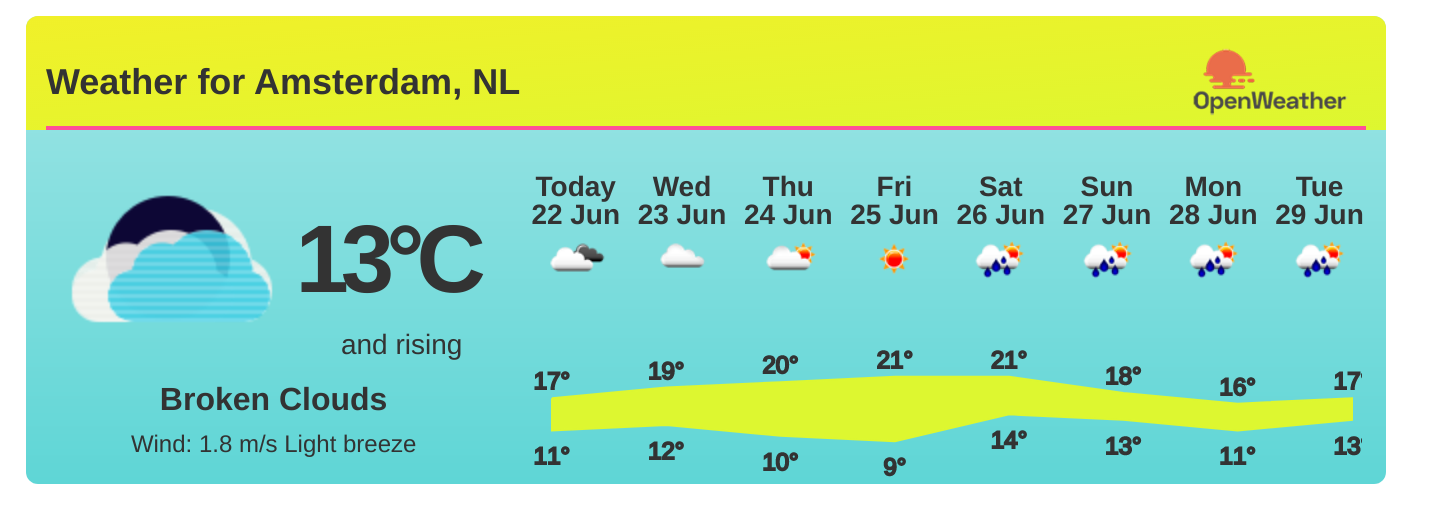 Weather for Amsterdam, NL
OpenWeather
13°C
and rising
Broken Clouds
Wind: 1.8 m/s Light breeze
Today Wed Thu Fri Sat Sun Mon Tue
22 Jun 23 Jun 24 Jun 25 Jun 26 Jun 27 Jun 28 Jun 29 Jun
17° 19° 20° 21° 21° 18° 16° 17°
11° 12° 10° 9° 14° 13° 11° 13°